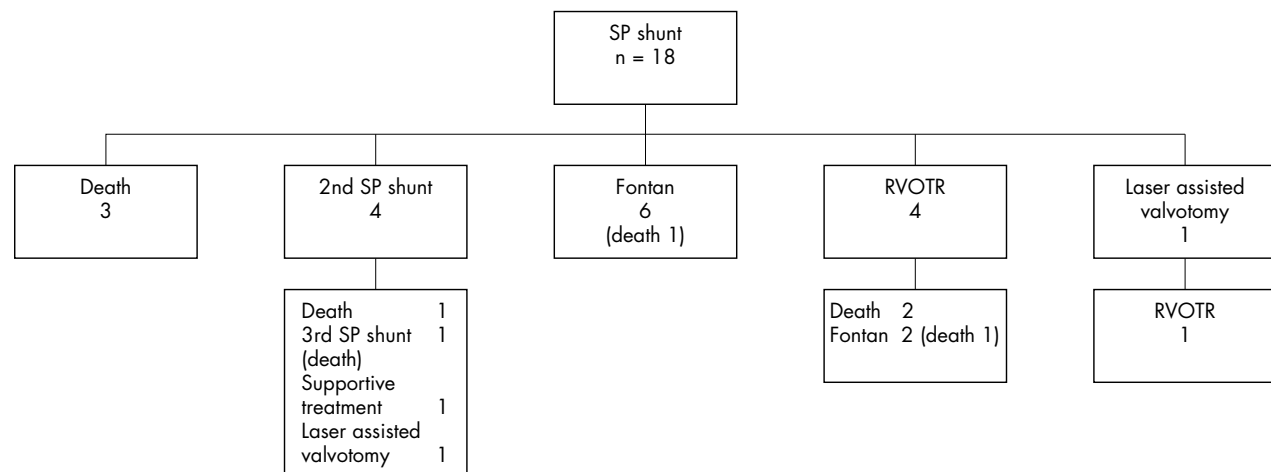 SP shunt
n = 18
Death
3
2nd SP shunt
4
Fontan
6
(death 1)
RVOTR
4
Laser assisted
valvotomy
1
Death 1
3rd SP shunt 1
(death)
Supportive
treatment 1
Laser assisted
valvotomy 1
Death 2
Fontan 2 (death 1)
RVOTR
1